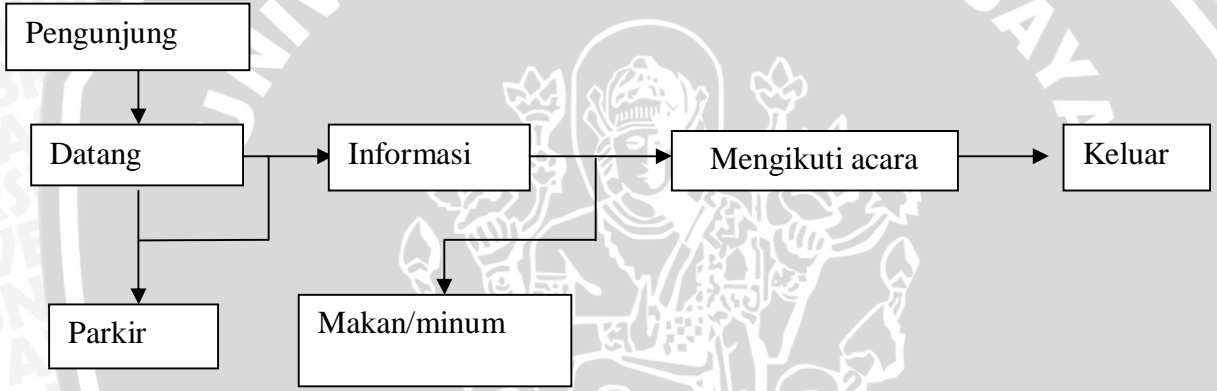 Pengunjung
Datang
Informasi
Mengikuti acara
Keluar
Parkir
Makan/minum